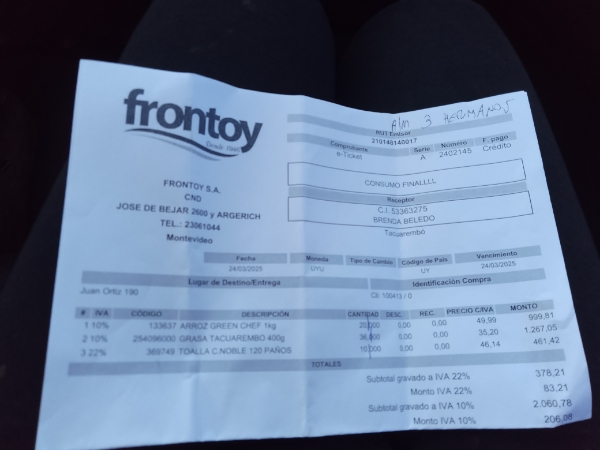 frontoy
Desde 1946
ALM 3 HERMANOS
RUT Emisor
210148140017
Comprobante Serie Número F. pago
e-Ticket A 2402145 Crédito
CONSUMO FINALLLL
Receptor
C.I. 53363275
BRENDA BELEDO
Tacuarembó
FRONTOY S.A.
CND
JOSE DE BEJAR 2600 y ARGERICH
TEL.: 23061044
Montevideo
Fecha Moneda Tipo de Cambio Código de País Vencimiento
24/03/2025 UYU UY 24/03/2025
Lugar de Destino/Entrega Identificación Compra
Juan Ortiz 190 Cli: 100413 / 0
# IVA CÓDIGO DESCRIPCIÓN CANTIDAD DESC. REC. PRECIO C/IVA MONTO
1 10% 133637 ARROZ GREEN CHEF 1kg 20,000 0,00 0,00 49,99 999,81
2 10% 254096000 GRASA TACUAREMBO 400g 36,000 0,00 0,00 35,20 1.267,05
3 22% 369749 TOALLA C.NOBLE 120 PAÑOS 10,000 0,00 0,00 46,14 461,42
TOTALES
Subtotal gravado a IVA 22% 378,21
Monto IVA 22% 83,21
Subtotal gravado a IVA 10% 2.060,78
Monto IVA 10% 206,08